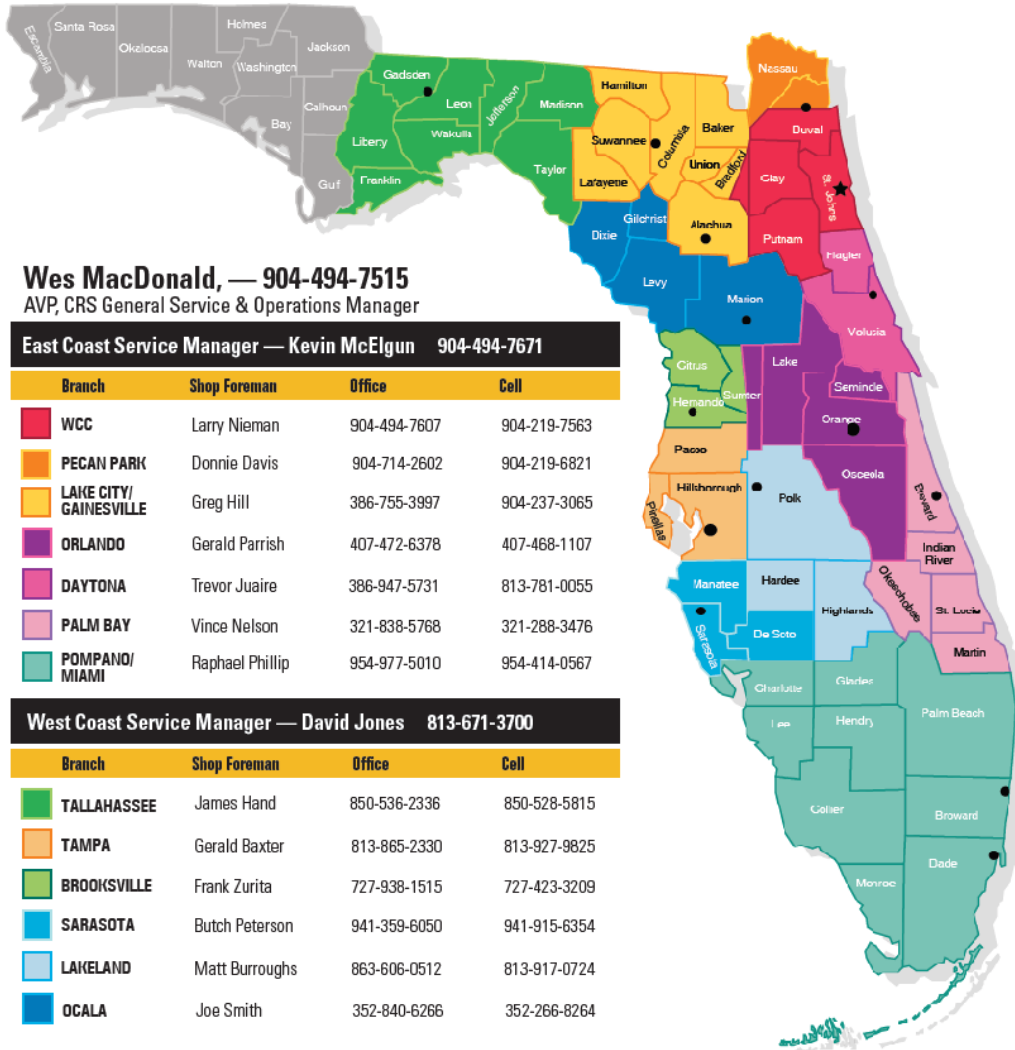 Escambia
Santa Rosa
Okaloosa
Holmes
Walton
Washington
Jackson
Calhoun
Bay
Guf
Gadsden
Leon
Jefferson
Madison
Libery
Wakulla
Franklin
Taylor
Hamilton
Suwannee
Columbia
Baker
Union
Bradford
Lafayette
Alachua
Nassau
Duval
Clay
St. Johns
Putnam
Gilchrist
Dixie
Levy
Marion
Flagler
Volusia
Citrus
Sumter
Hernando
Lake
Seminole
Orange
Osceola
Pasco
Hillsborough
Pinellas
Polk
Brevard
Indian
River
Okeechobee
St. Lucie
Martin
Manatee
Hardee
Highlands
Sarasota
De Soto
Charlotte
Glades
Lee
Hendry
Palm Beach
Collier
Broward
Dade
Monroe
Wes MacDonald, — 904-494-7515
AVP, CRS General Service & Operations Manager
East Coast Service Manager — Kevin McElgun 904-494-7671
Branch Shop Foreman Office Cell
WCC Larry Nieman 904-494-7607 904-219-7563
PECAN PARK Donnie Davis 904-714-2602 904-219-6821
LAKE CITY/
GAINESVILLE Greg Hill 386-755-3997 904-237-3065
ORLANDO Gerald Parrish 407-472-6378 407-468-1107
DAYTONA Trevor Juaire 386-947-5731 813-781-0055
PALM BAY Vince Nelson 321-838-5768 321-288-3476
POMPANO/
MIAMI Raphael Phillip 954-977-5010 954-414-0567
West Coast Service Manager — David Jones 813-671-3700
Branch Shop Foreman Office Cell
TALLAHASSEE James Hand 850-536-2336 850-528-5815
TAMPA Gerald Baxter 813-865-2330 813-927-9825
BROOKSVILLE Frank Zurita 727-938-1515 727-423-3209
SARASOTA Butch Peterson 941-359-6050 941-915-6354
LAKELAND Matt Burroughs 863-606-0512 813-917-0724
OCALA Joe Smith 352-840-6266 352-266-8264